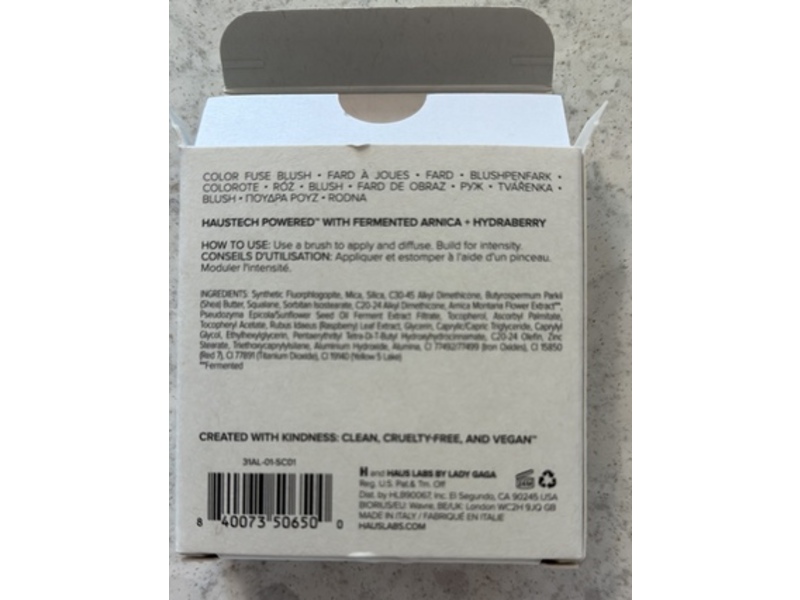 COLOR FUSE BLUSH • FARD À JOUES • FARD • BLUSHPENFARK •
COLOROTE • RÓŻ • BLUSH • FARD DE OBRAZ • РУЖ • TVÁŘENKA •
BLUSH • ΠΟΥΔΡΑ ΡΟΥΖ • RODNA
HAUSTECH POWERED™ WITH FERMENTED ARNICA + HYDRABERRY
HOW TO USE: Use a brush to apply and diffuse. Build for intensity.
CONSEILS D'UTILISATION: Appliquer et estomper à l'aide d'un pinceau.
Moduler l'intensité.
INGREDIENTS: Synthetic Fluorphlogopite, Mica, Silica, C30-45 Alkyl Dimethicone, Butyrospermum Parkii
(Shea) Butter, Squalane, Sorbitan Isostearate, C20-24 Alkyl Dimethicone, Arnica Montana Flower Extract**,
Pseudozyma Epicola/Sunflower Seed Oil Ferment Extract Filtrate, Tocopherol, Ascorbyl Palmitate,
Tocopheryl Acetate, Rubus Idaeus (Raspberry) Leaf Extract, Glycerin, Caprylic/Capric Triglyceride, Caprylyl
Glycol, Ethylhexylglycerin, Pentaerythrityl Tetra-Di-T-Butyl Hydroxyhydrocinnamate, C20-24 Olefin, Zinc
Stearate, Triethoxycaprylylsilane, Aluminum Hydroxide, Alumina, CI 77492/77499 (Iron Oxides), CI 15850
(Red 7), CI 77891 (Titanium Dioxide), CI 19140 (Yellow 5 Lake)
**Fermented
CREATED WITH KINDNESS: CLEAN, CRUELTY-FREE, AND VEGAN™
31AL-01-SC01
8 40073 50650 0
H and HAUS LABS BY LADY GAGA
Reg. U.S. Pat.& Tm. Off
Dist. by HLB90067, Inc. El Segundo, CA 90245 USA
BIORIUS/EU: Wavre, BE/UK: London WC2H 9JQ GB
MADE IN ITALY / FABRIQUÉ EN ITALIE
HAUSLABS.COM
24M